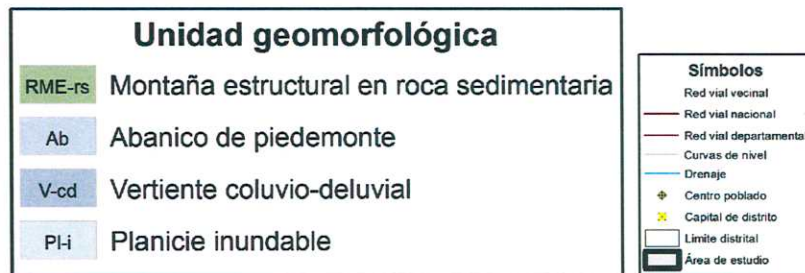 Unidad geomorfológica
RME-rs Montaña estructural en roca sedimentaria
Ab Abanico de piedemonte
V-cd Vertiente coluvio-deluvial
Pl-i Planicie inundable
Símbolos
Red vial vecinal
Red vial nacional
Red vial departamental
Curvas de nivel
Drenaje
Centro poblado
Capital de distrito
Limite distrital
Área de estudio